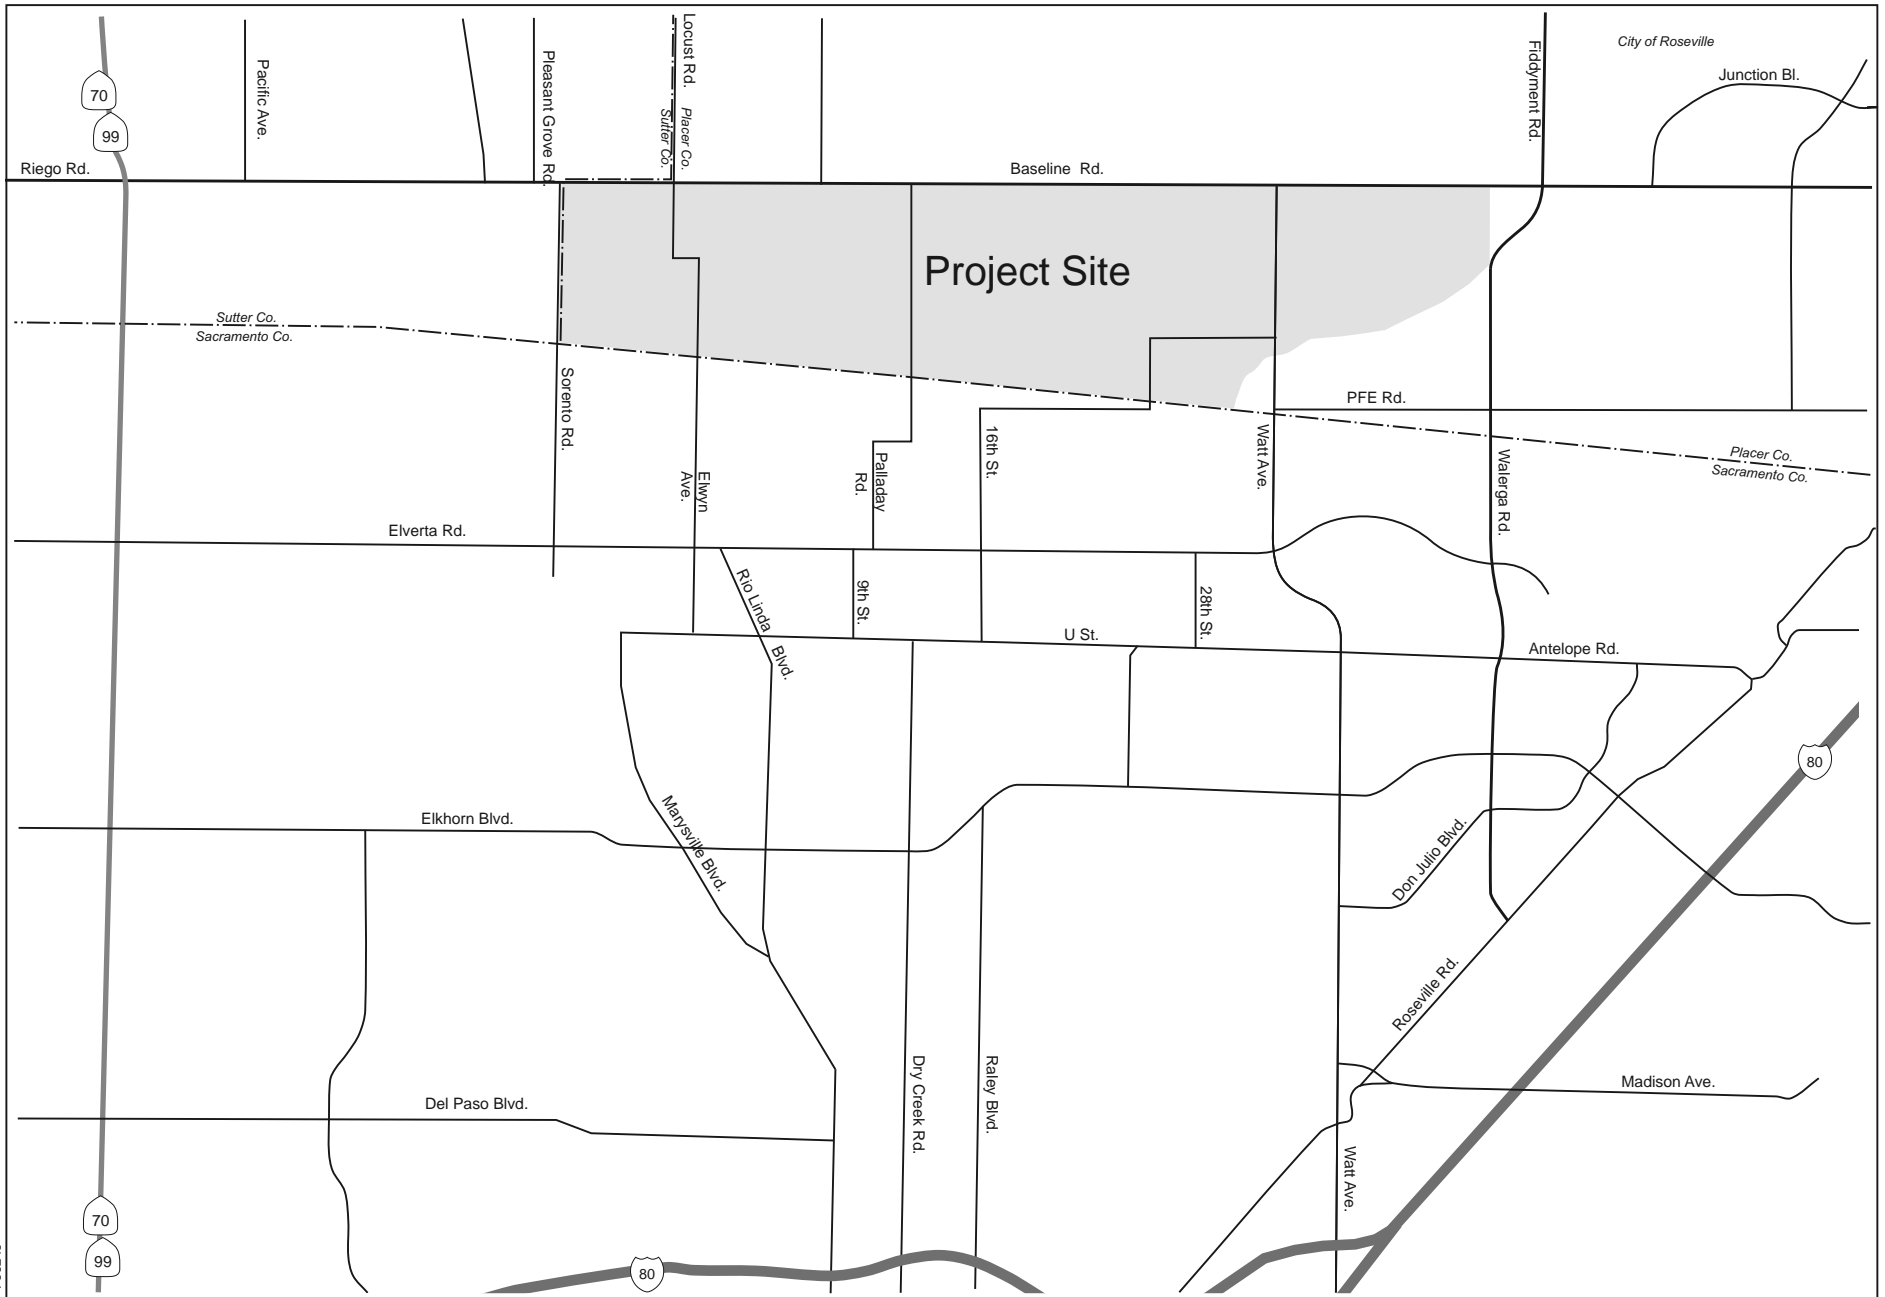 City of Roseville
Junction Bl.
Fiddyment Rd.
Locust Rd.
Placer Co.
Sutter Co.
Pleasant Grove Rd.
Pacific Ave.
70
99
Riego Rd.
Baseline Rd.
Project Site
Sutter Co.
Sacramento Co.
Sorento Rd.
PFE Rd.
16th St.
Watt Ave.
Walerga Rd.
Placer Co.
Sacramento Co.
Elwyn
Ave.
Palladay
Rd.
Elverta Rd.
Rio Linda Blvd.
9th St.
28th St.
U St.
Antelope Rd.
80
Marysville Blvd.
Elkhorn Blvd.
Don Julio Blvd.
Roseville Rd.
Dry Creek Rd.
Raley Blvd.
Madison Ave.
Del Paso Blvd.
Watt Ave.
70
99
80